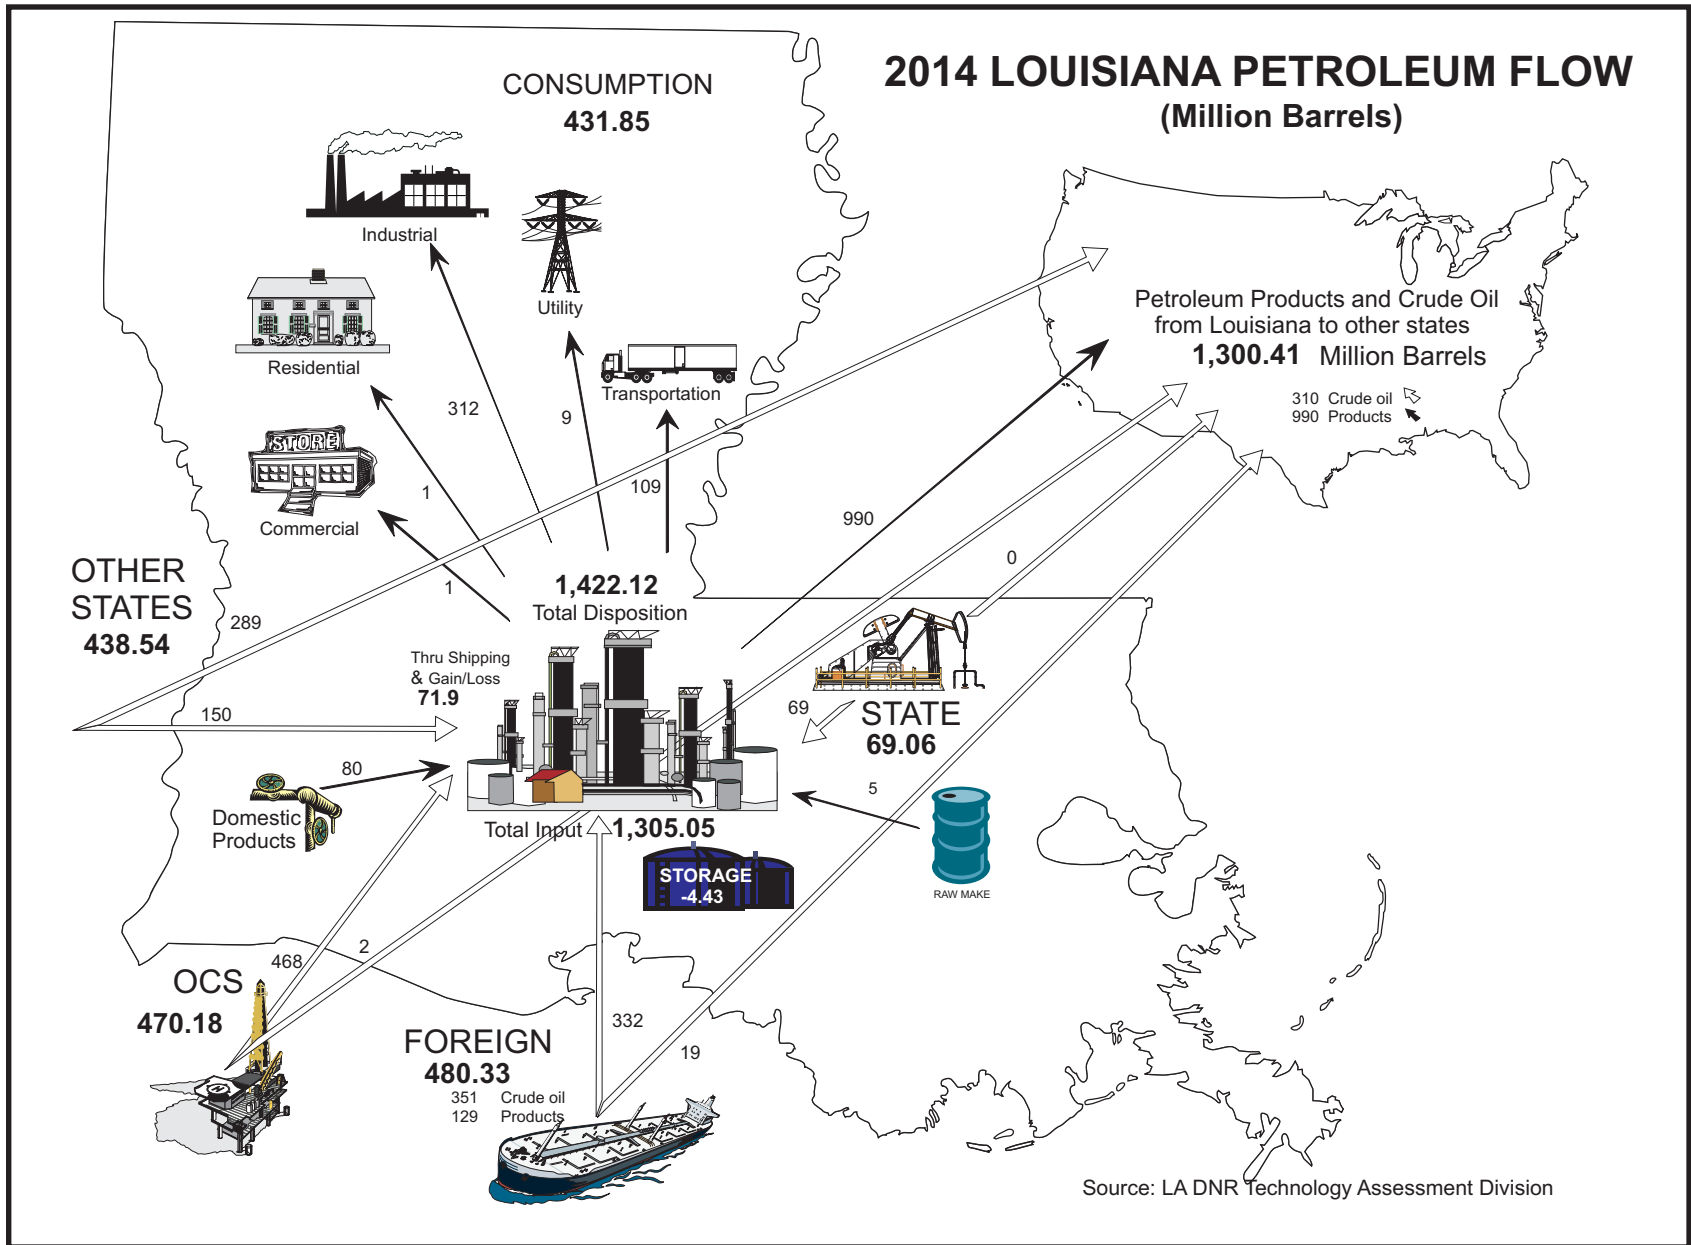 2014 LOUISIANA PETROLEUM FLOW
(Million Barrels)
CONSUMPTION
431.85
Industrial
Utility
Residential
Transportation
STORE
Commercial
312
9
109
1
1
990
0
Petroleum Products and Crude Oil
from Louisiana to other states
1,300.41 Million Barrels
310 Crude oil
990 Products
OTHER
STATES
438.54
289
150
1,422.12
Total Disposition
Thru Shipping
& Gain/Loss
71.9
69
STATE
69.06
80
Domestic
Products
Total Input 1,305.05
STORAGE
-4.43
5
RAW MAKE
OCS
470.18
468
2
FOREIGN
480.33
351 Crude oil
129 Products
332
19
Source: LA DNR Technology Assessment Division